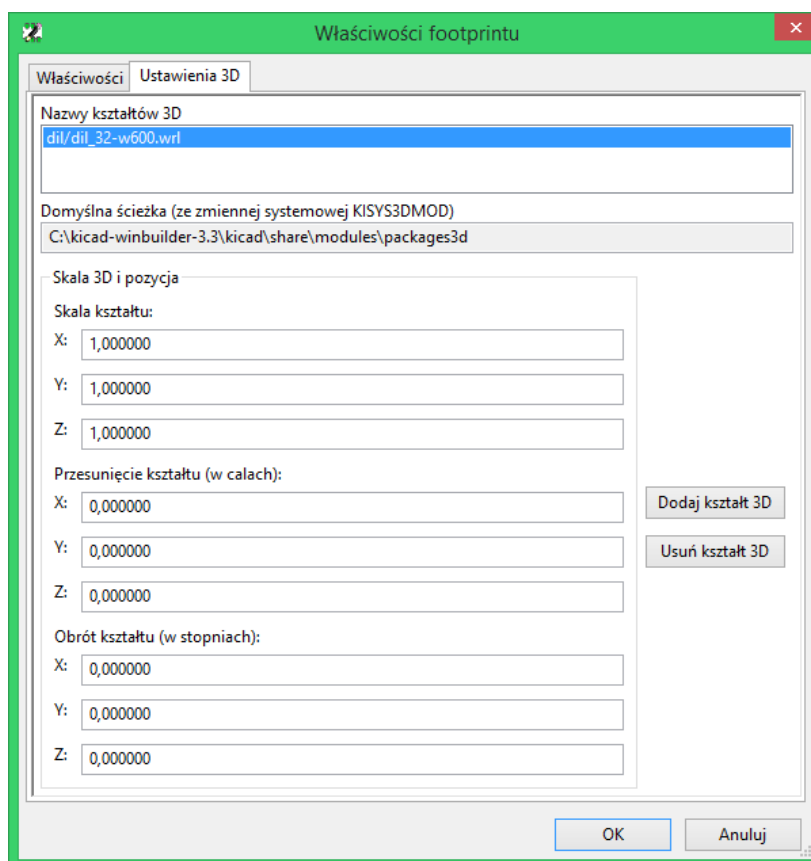 Właściwości footprintu
Właściwości
Ustawienia 3D
Nazwy kształtów 3D
dil/dil_32-w600.wrl
Domyślna ścieżka (ze zmiennej systemowej KISYS3DMOD)
C:\kicad-winbuilder-3.3\kicad\share\modules\packages3d
Skala 3D i pozycja
Skala kształtu:
X: 1,000000
Y: 1,000000
Z: 1,000000
Przesunięcie kształtu (w calach):
X: 0,000000
Y: 0,000000
Z: 0,000000
Dodaj kształt 3D
Usuń kształt 3D
Obrót kształtu (w stopniach):
X: 0,000000
Y: 0,000000
Z: 0,000000
OK
Anuluj